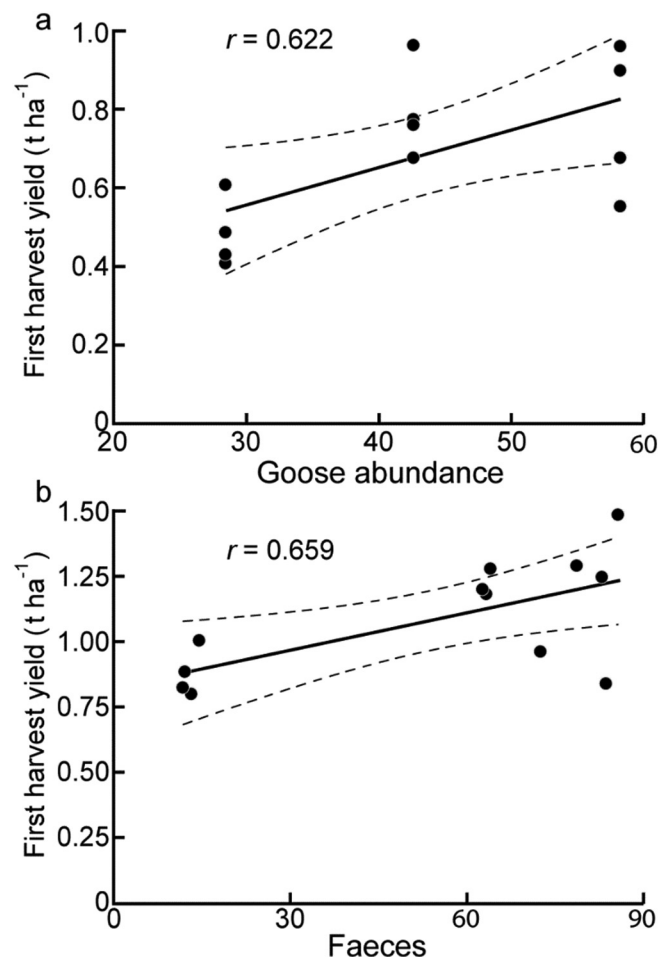 a
r = 0.622
First harvest yield (t ha⁻¹)
1.0
0.8
0.6
0.4
0.2
0
20
30
40
50
60
Goose abundance
b
r = 0.659
First harvest yield (t ha⁻¹)
1.50
1.25
1.00
0.75
0.50
0.25
0
0
30
60
90
Faeces